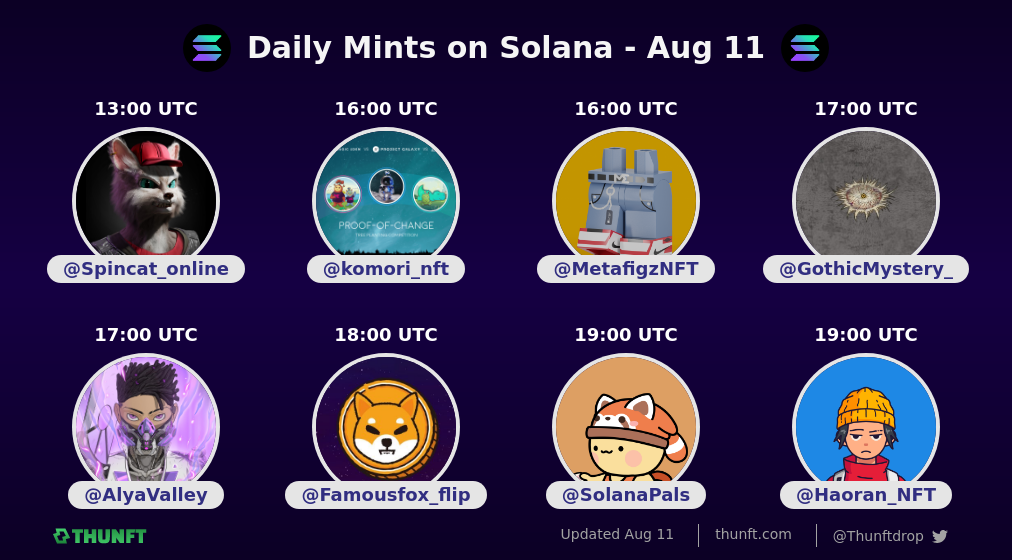 Daily Mints on Solana - Aug 11
13:00 UTC
16:00 UTC
16:00 UTC
17:00 UTC
PROOF-OF-CHANGE
@Spincat_online
@komori_nft
@MetafigzNFT
@GothicMystery_
17:00 UTC
18:00 UTC
19:00 UTC
19:00 UTC
@AlyaValley
@Famousfox_flip
@SolanaPals
@Haoran_NFT
THUNFT
Updated Aug 11
thunft.com
@Thunftdrop